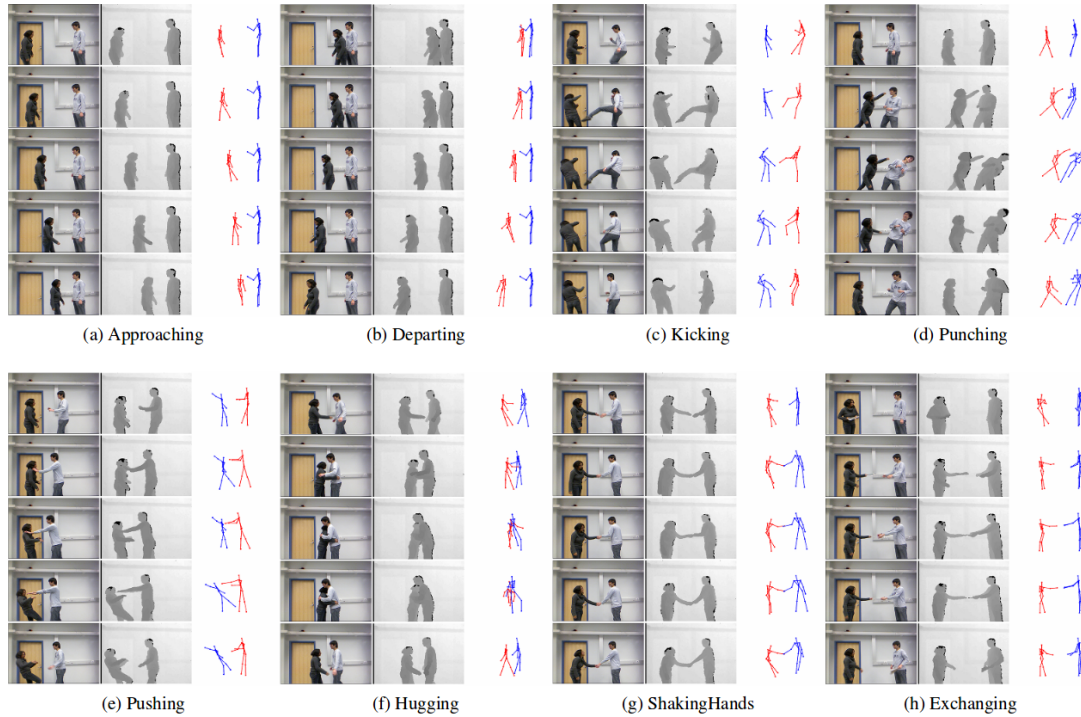 (a) Approaching
(b) Departing
(c) Kicking
(d) Punching
(e) Pushing
(f) Hugging
(g) ShakingHands
(h) Exchanging